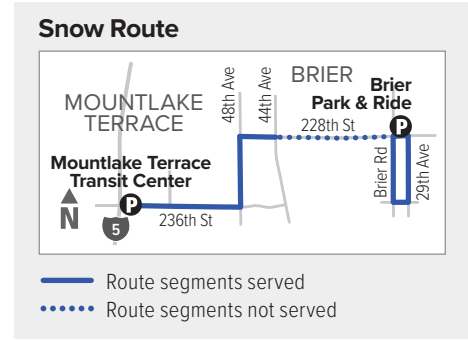 Snow Route
48th Ave
44th Ave
BRIER
Brier
Park & Ride
MOUNTLAKE
TERRACE
228th St
P
Brier Rd
29th Ave
Mountlake Terrace
Transit Center
P
N
5
236th St
Route segments served
Route segments not served